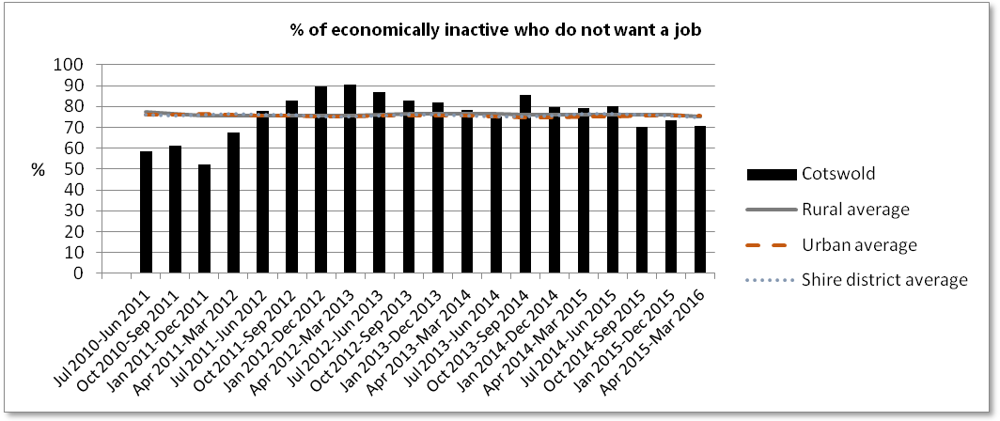 % of economically inactive who do not want a job
100
90
80
70
60
50
40
30
20
10
0
%
Jul 2010-Jun 2011
Oct 2010-Sep 2011
Jan 2011-Dec 2011
Apr 2011-Mar 2012
Jul 2011-Jun 2012
Oct 2011-Sep 2012
Jan 2012-Dec 2012
Apr 2012-Mar 2013
Jul 2012-Jun 2013
Oct 2012-Sep 2013
Jan 2013-Dec 2013
Apr 2013-Mar 2014
Jul 2013-Jun 2014
Oct 2013-Sep 2014
Jan 2014-Dec 2014
Apr 2014-Mar 2015
Jul 2014-Jun 2015
Oct 2014-Sep 2015
Jan 2015-Dec 2015
Apr 2015-Mar 2016
Cotswold
Rural average
Urban average
Shire district average